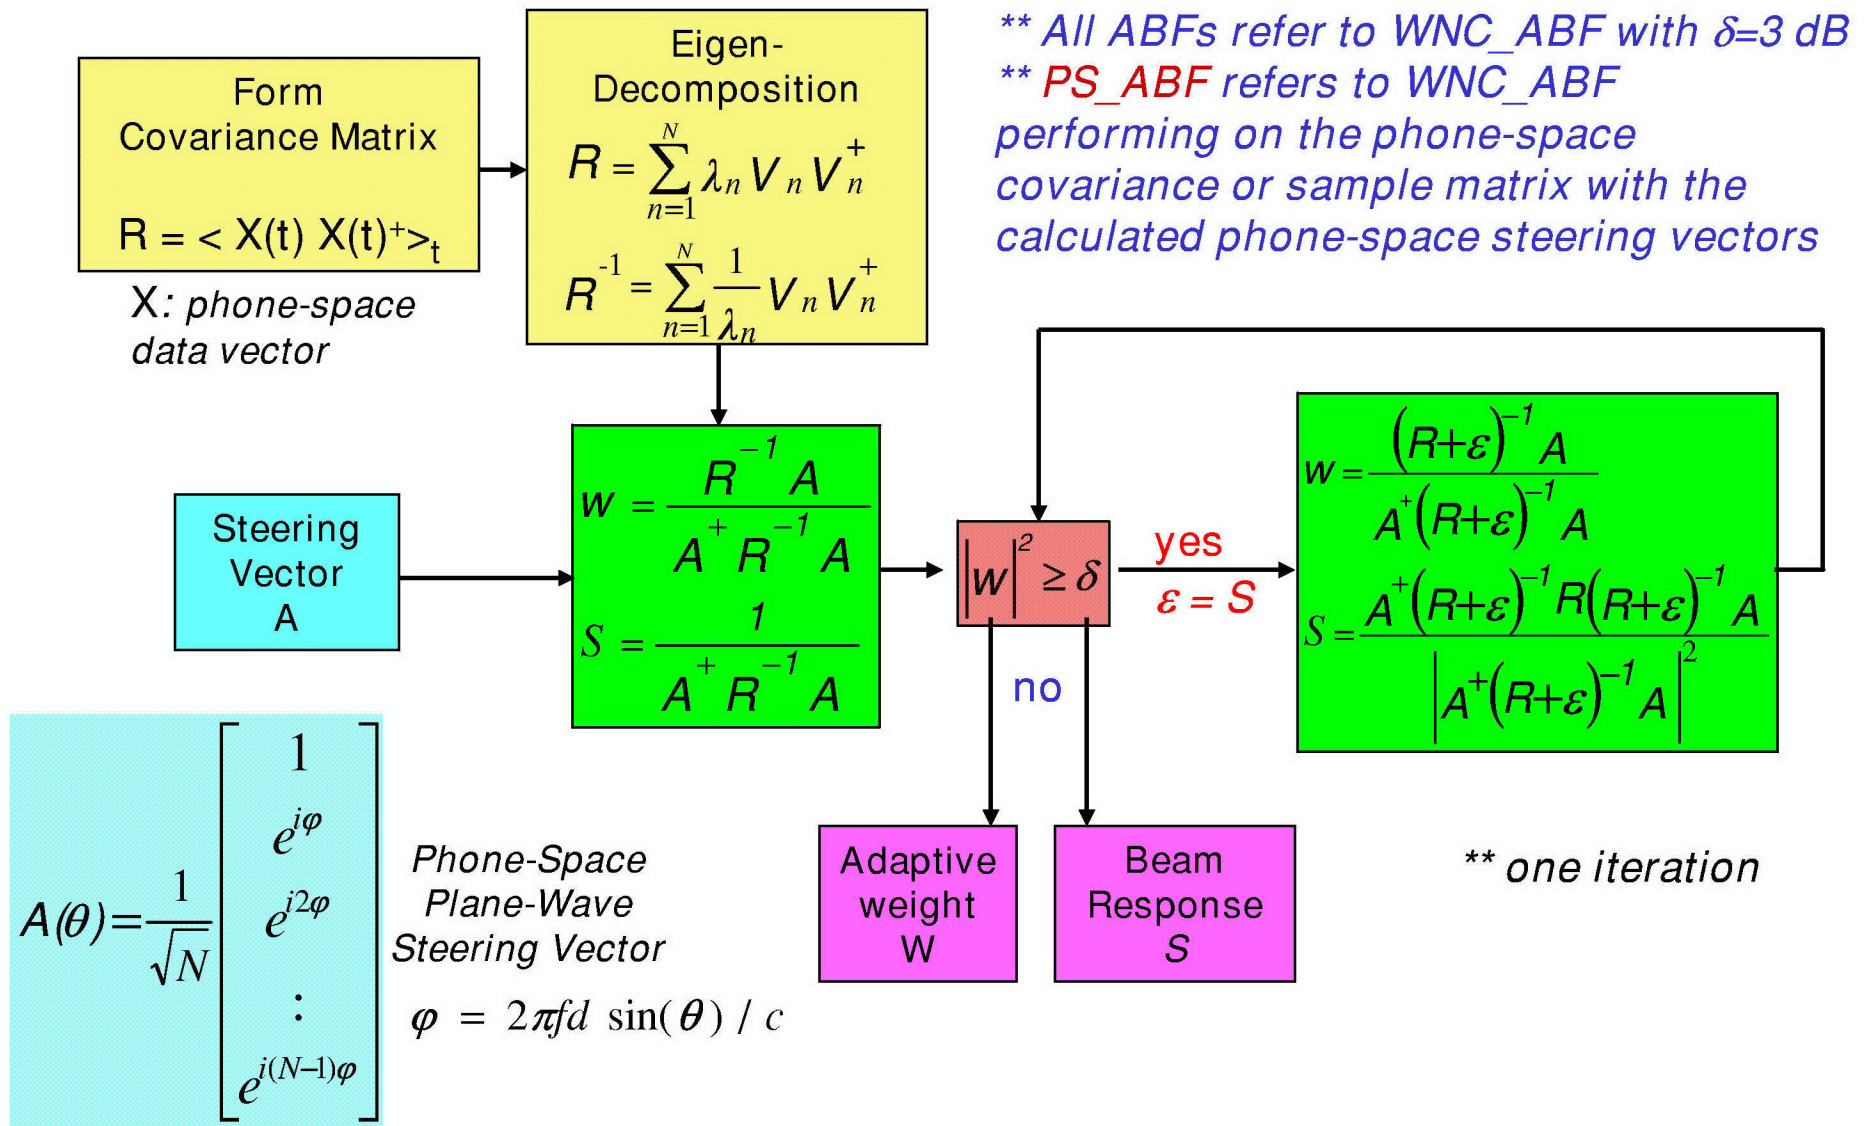 Form
Covariance Matrix
R = < X(t) X(t)⁺>ₜ
X: phone-space
data vector
Eigen-
Decomposition
R = ∑_{n=1}^{N} λₙ Vₙ Vₙ⁺
R⁻¹ = ∑_{n=1}^{N} 1/λₙ Vₙ Vₙ⁺
** All ABFs refer to WNC_ABF with δ=3 dB
** PS_ABF refers to WNC_ABF
performing on the phone-space
covariance or sample matrix with the
calculated phone-space steering vectors
Steering
Vector
A
w = R⁻¹ A / A⁺ R⁻¹ A
S = 1 / A⁺ R⁻¹ A
|w|² ≥ δ
yes
ε = S
no
w = (R+ε)⁻¹ A / A⁺(R+ε)⁻¹ A
S = A⁺(R+ε)⁻¹ R(R+ε)⁻¹ A / |A⁺(R+ε)⁻¹ A|²
Adaptive
weight
W
Beam
Response
S
** one iteration
A(θ) = 1/√N [1 e^{iφ} e^{i2φ} : e^{i(N−1)φ}]
Phone-Space
Plane-Wave
Steering Vector
φ = 2πfd sin(θ) / c